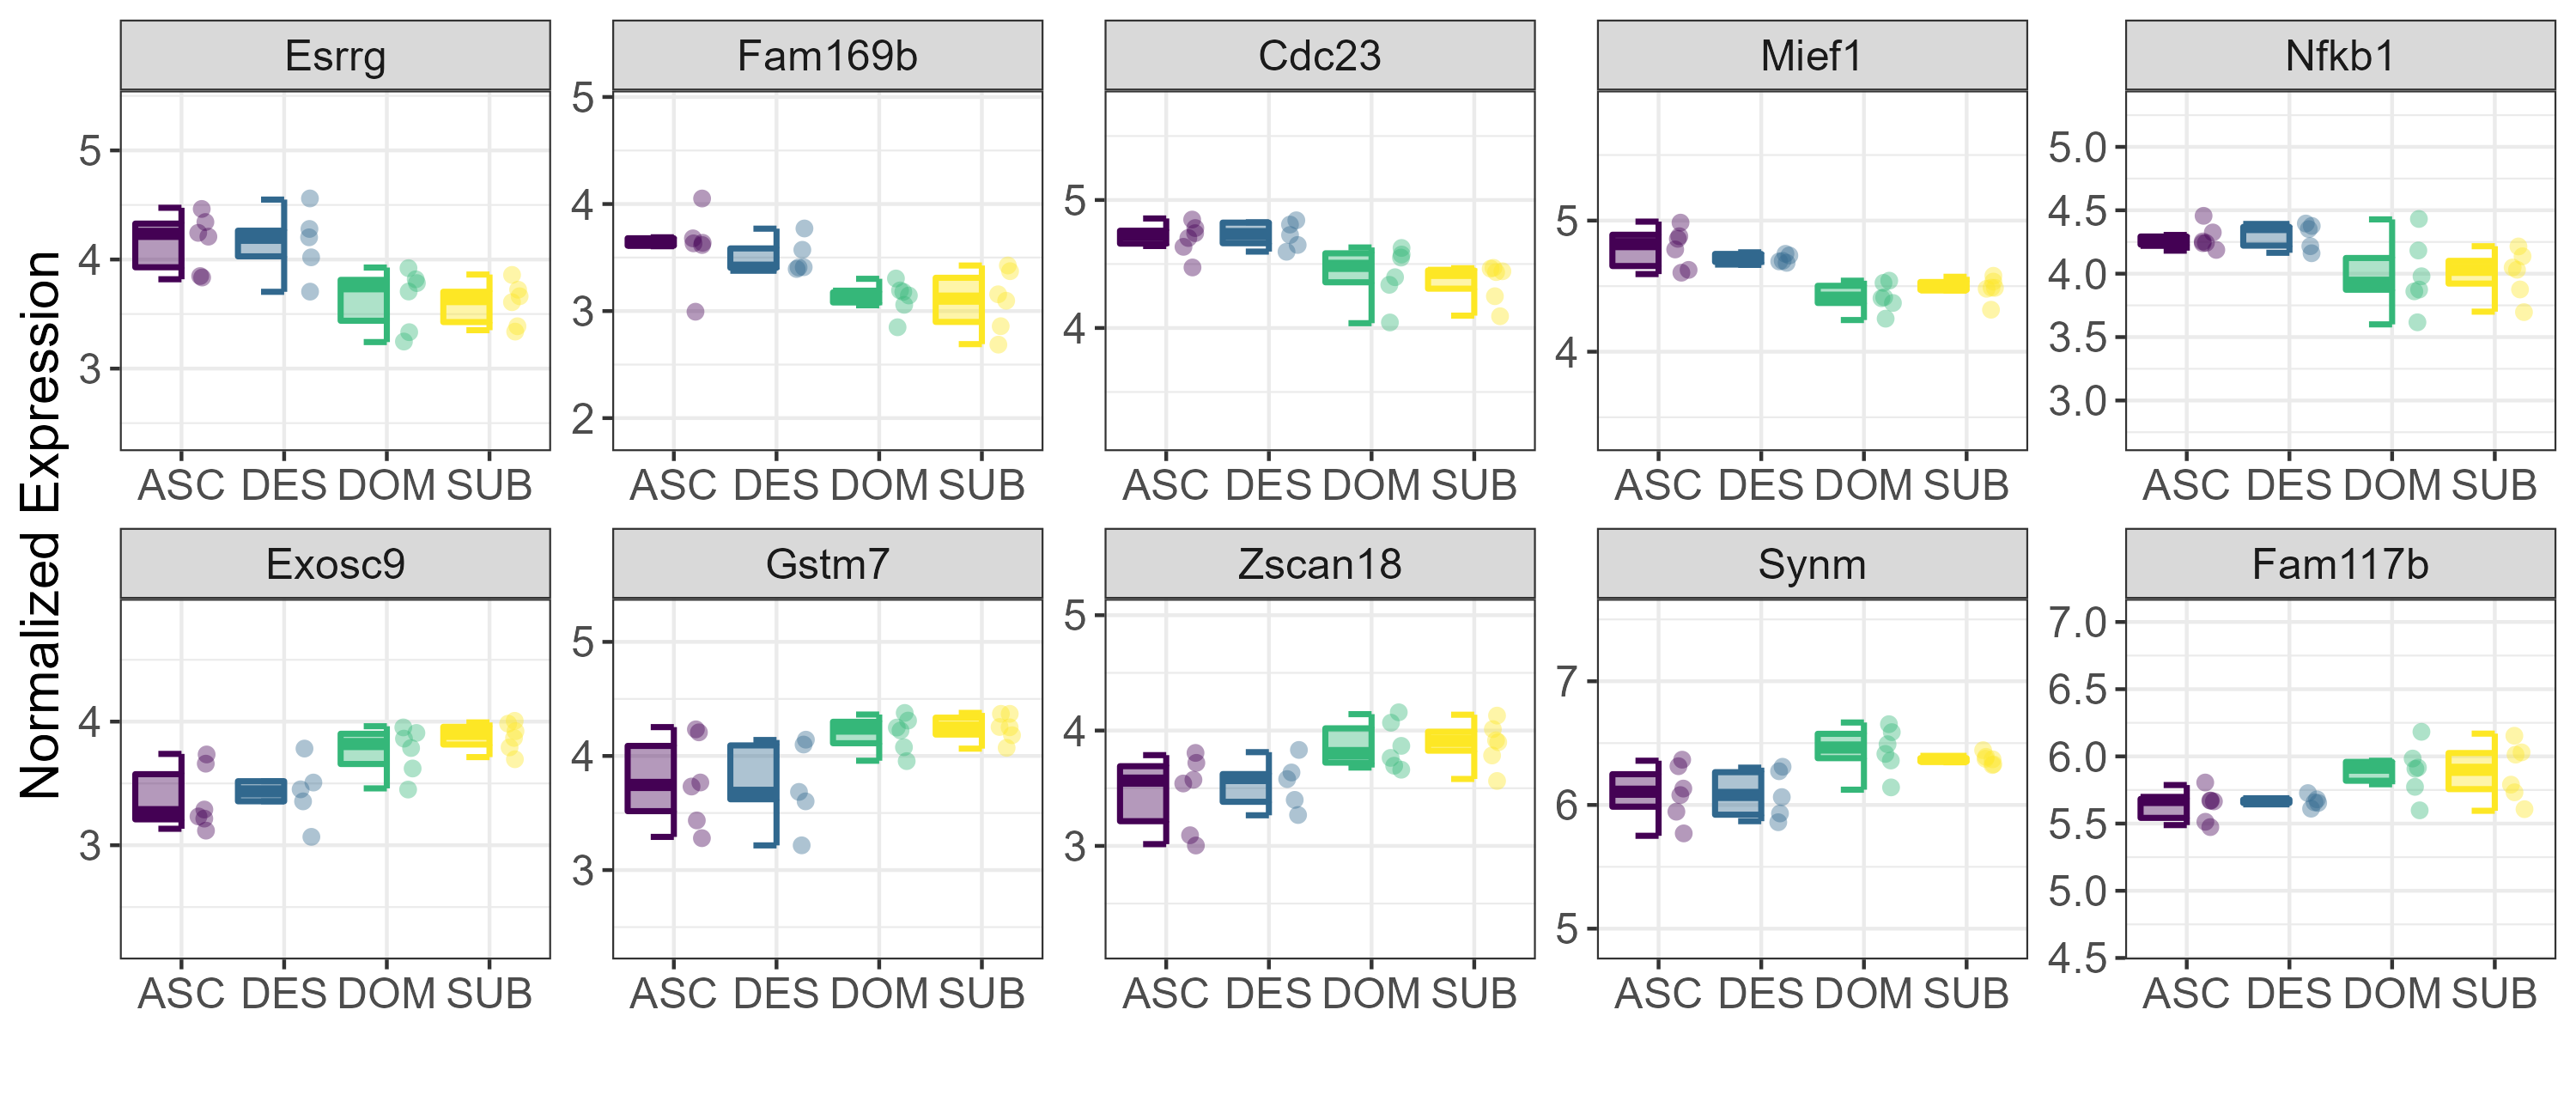 Normalized Expression
Esrrg Fam169b Cdc23 Mief1 Nfkb1
5 4 3
5 4 3 2
5 4
5 4
5.0 4.5 4.0 3.5 3.0
ASC DES DOM SUB ASC DES DOM SUB ASC DES DOM SUB ASC DES DOM SUB ASC DES DOM SUB
Exosc9 Gstm7 Zscan18 Synm Fam117b
4 3
5 4 3
5 4 3
7 6 5
7.0 6.5 6.0 5.5 5.0 4.5
ASC DES DOM SUB ASC DES DOM SUB ASC DES DOM SUB ASC DES DOM SUB ASC DES DOM SUB